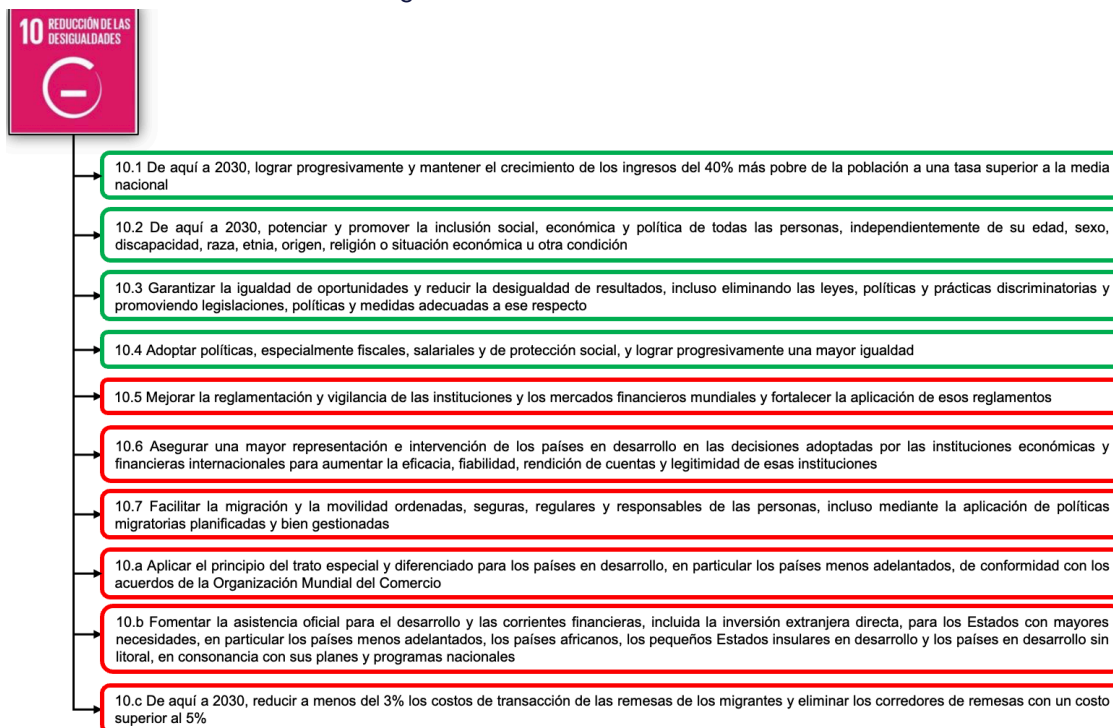 10 REDUCCIÓN DE LAS
DESIGUALDADES
10.1 De aquí a 2030, lograr progresivamente y mantener el crecimiento de los ingresos del 40% más pobre de la población a una tasa superior a la media
nacional
10.2 De aquí a 2030, potenciar y promover la inclusión social, económica y política de todas las personas, independientemente de su edad, sexo,
discapacidad, raza, etnia, origen, religión o situación económica u otra condición
10.3 Garantizar la igualdad de oportunidades y reducir la desigualdad de resultados, incluso eliminando las leyes, políticas y prácticas discriminatorias y
promoviendo legislaciones, políticas y medidas adecuadas a ese respecto
10.4 Adoptar políticas, especialmente fiscales, salariales y de protección social, y lograr progresivamente una mayor igualdad
10.5 Mejorar la reglamentación y vigilancia de las instituciones y los mercados financieros mundiales y fortalecer la aplicación de esos reglamentos
10.6 Asegurar una mayor representación e intervención de los países en desarrollo en las decisiones adoptadas por las instituciones económicas y
financieras internacionales para aumentar la eficacia, fiabilidad, rendición de cuentas y legitimidad de esas instituciones
10.7 Facilitar la migración y la movilidad ordenadas, seguras, regulares y responsables de las personas, incluso mediante la aplicación de políticas
migratorias planificadas y bien gestionadas
10.a Aplicar el principio del trato especial y diferenciado para los países en desarrollo, en particular los países menos adelantados, de conformidad con los
acuerdos de la Organización Mundial del Comercio
10.b Fomentar la asistencia oficial para el desarrollo y las corrientes financieras, incluida la inversión extranjera directa, para los Estados con mayores
necesidades, en particular los países menos adelantados, los países africanos, los pequeños Estados insulares en desarrollo y los países en desarrollo sin
litoral, en consonancia con sus planes y programas nacionales
10.c De aquí a 2030, reducir a menos del 3% los costos de transacción de las remesas de los migrantes y eliminar los corredores de remesas con un costo
superior al 5%